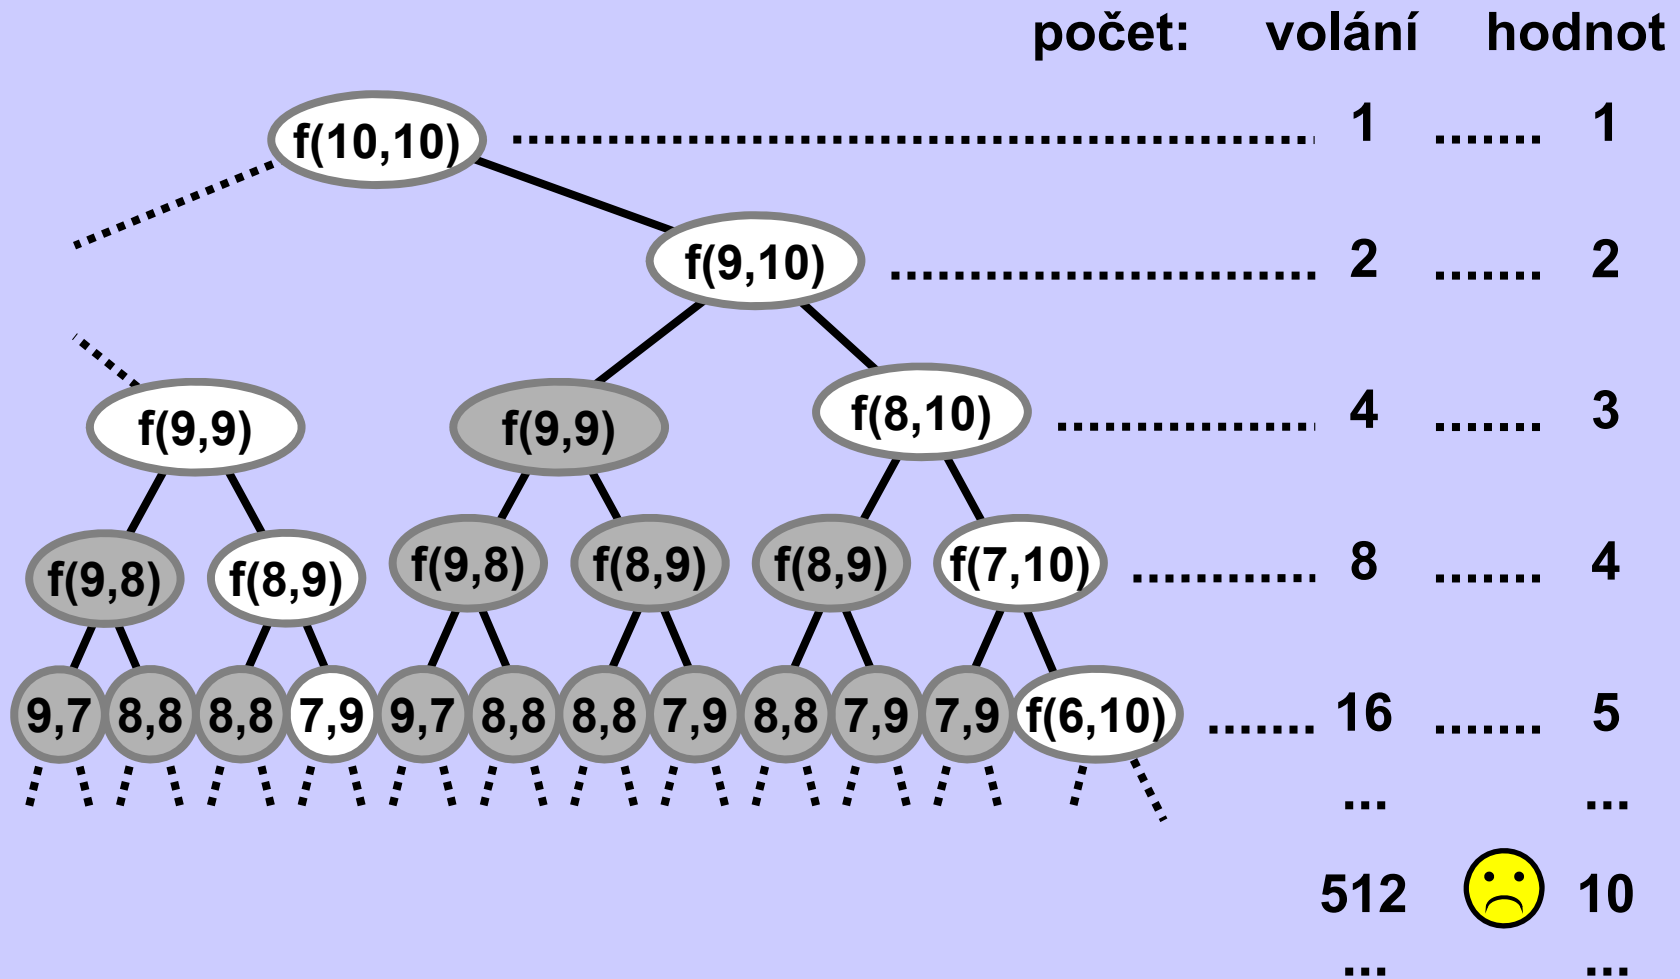 počet: volání hodnot
f(10,10) 1 1
f(9,10) 2 2
f(9,9) f(9,9) f(8,10) 4 3
f(9,8) f(8,9) f(9,8) f(8,9) f(8,9) f(7,10) 8 4
9,7 8,8 8,8 7,9 9,7 8,8 8,8 7,9 8,8 7,9 7,9 f(6,10) 16 5
... ...
512 10
... ...